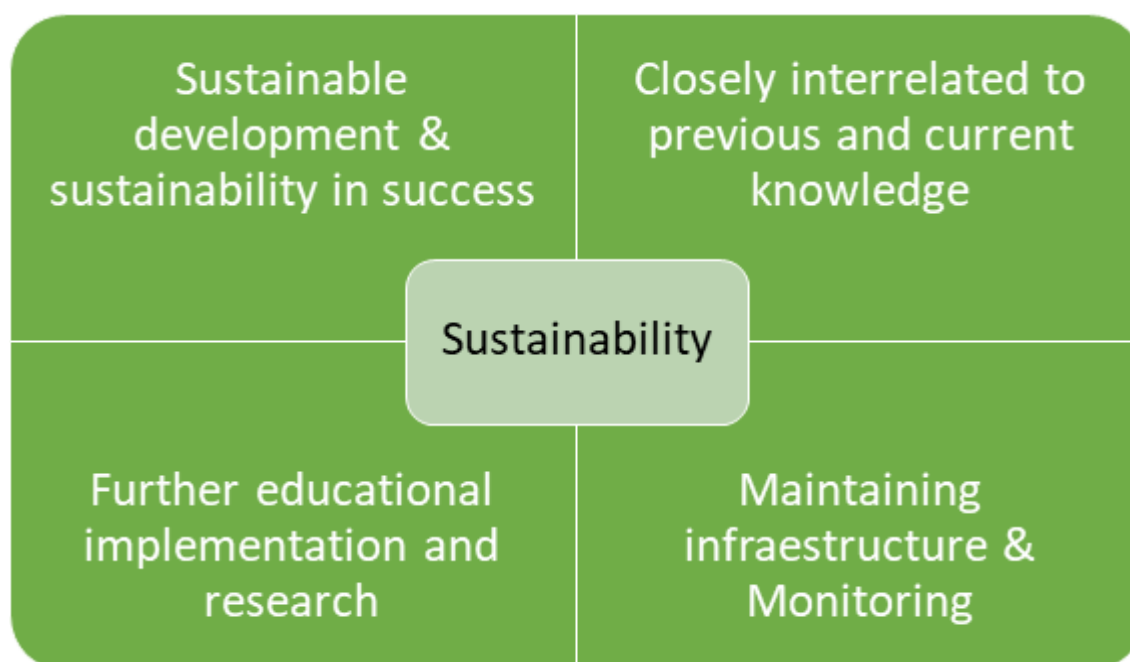 Sustainable
development &
sustainability in success
Closely interrelated to
previous and current
knowledge
Sustainability
Further educational
implementation and
research
Maintaining
infraestructure &
Monitoring